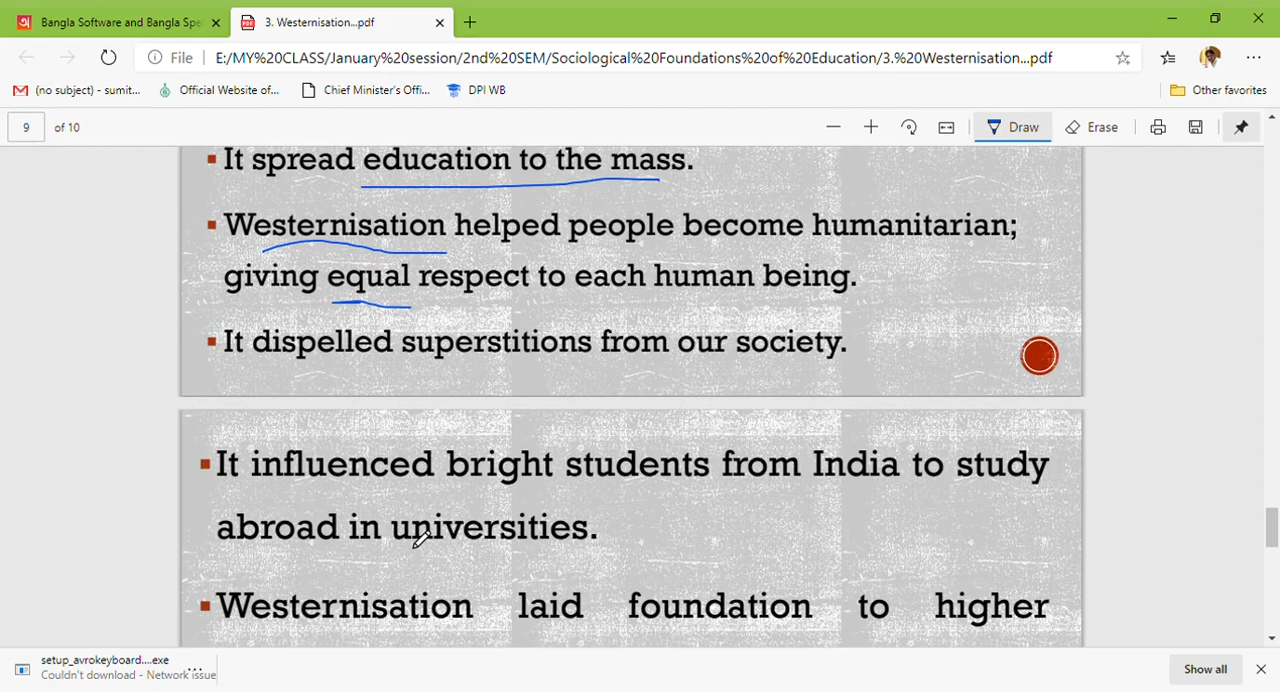 Bangla Software and Bangla Spel
3. Westernisation...pdf
File E:/MY%20CLASS/January%20session/2nd%20SEM/Sociological%20Foundations%20of%20Education/3.%20Westernisation...pdf
(no subject) - sumit...
Official Website of...
Chief Minister's Offi...
DPI WB
Other favorites
9 of 10
Draw
Erase
It spread education to the mass.
Westernisation helped people become humanitarian;
giving equal respect to each human being.
It dispelled superstitions from our society.
It influenced bright students from India to study
abroad in universities.
Westernisation laid foundation to higher
setup_avrokeyboard....exe
Couldn't download - Network issue
Show all